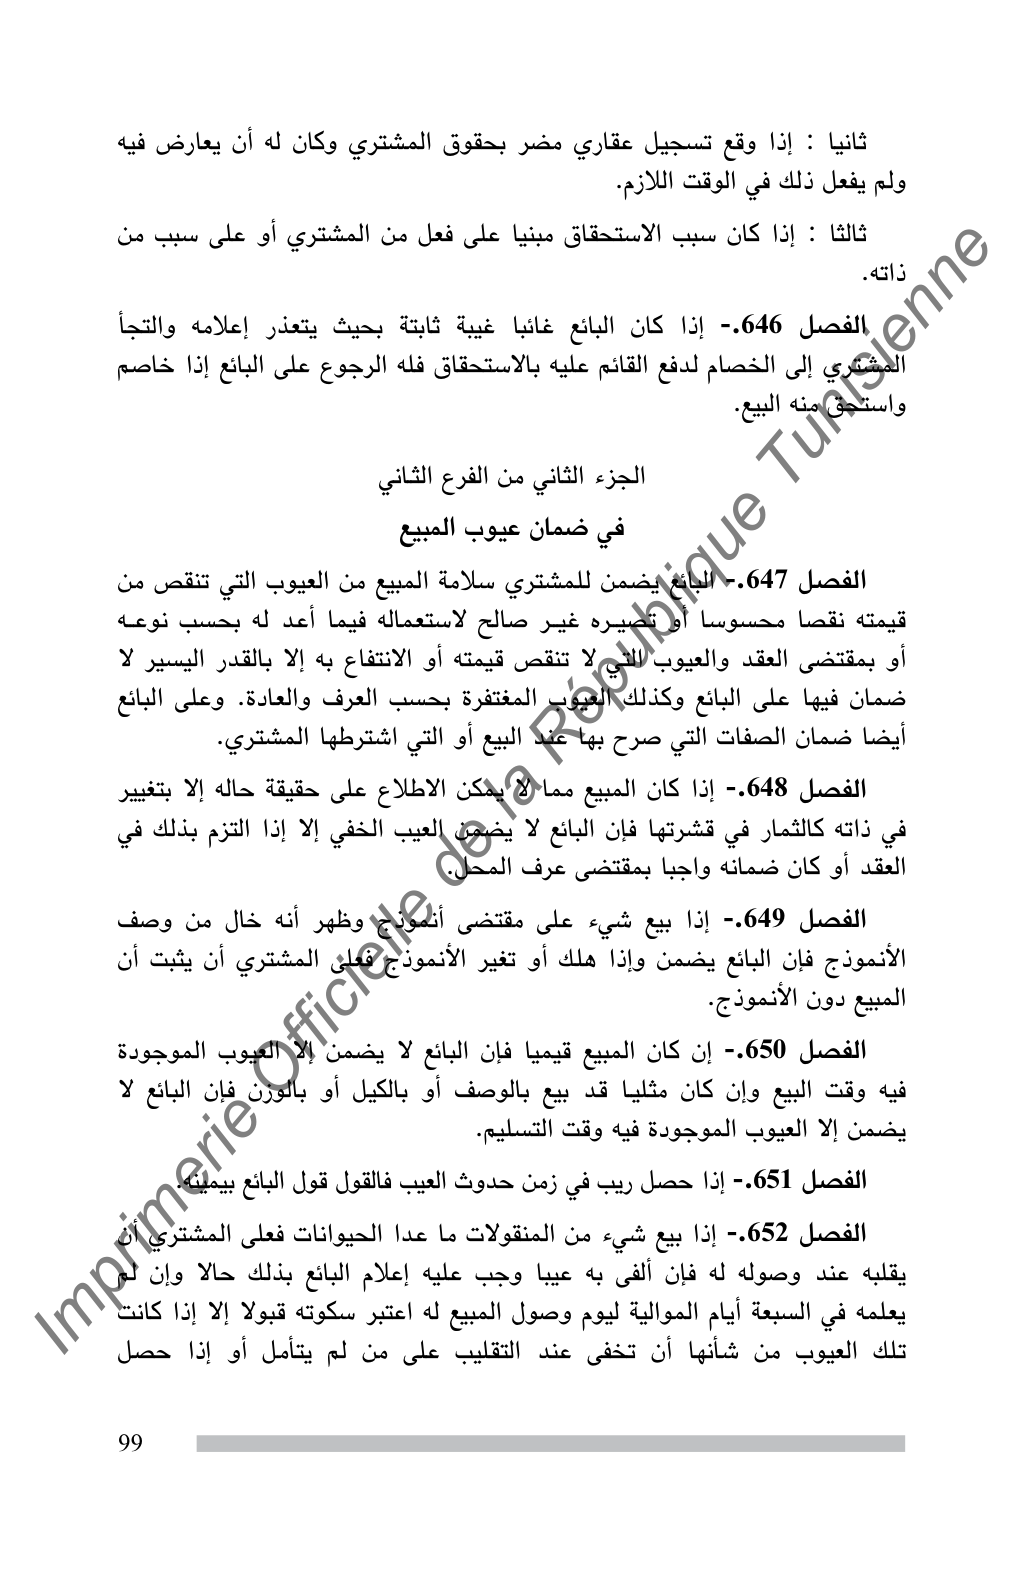 ثانيا : إذا وقع تسجيل عقاري مضر بحقوق المشتري وكان له أن يعارض فيه
ولم يفعل ذلك في الوقت اللازم.
ثالثا : إذا كان سبب الاستحقاق مبنيا على فعل من المشتري أو على سبب من
ذاته.
الفصل 646.- إذا كان البائع غائبا غيبة ثابتة بحيث يتعذر إعلامه والتجأ
المشتري إلى الخصام لدفع القائم عليه بالاستحقاق فله الرجوع على البائع إذا خاصم
واستحق منه البيع.
الجزء الثاني من الفرع الثاني
في ضمان عيوب المبيع
الفصل 647.- البائع يضمن للمشتري سلامة المبيع من العيوب التي تنقص من
قيمته نقصا محسوسا أو تصيره غير صالح لاستعماله فيما أعد له بحسب نوعه
أو بمقتضى العقد والعيوب التي لا تنقص قيمته أو الانتفاع به إلا بالقدر اليسير لا
ضمان فيها على البائع وكذلك العيوب المغتفرة بحسب العرف والعادة. وعلى البائع
أيضا ضمان الصفات التي صرح بها عند البيع أو التي اشترطها المشتري.
الفصل 648.- إذا كان المبيع مما لا يمكن الاطلاع على حقيقة حاله إلا بتغيير
في ذاته كالثمار في قشرتها فإن البائع لا يضمن العيب الخفي إلا إذا التزم بذلك في
العقد أو كان ضمانه واجبا بمقتضى عرف المحل.
الفصل 649.- إذا بيع شيء على مقتضى أنموذج وظهر أنه خال من وصف
الأنموذج فإن البائع يضمن وإذا هلك أو تغير الأنموذج فعلى المشتري أن يثبت أن
المبيع دون الأنموذج.
الفصل 650.- إن كان المبيع قيميا فإن البائع لا يضمن إلا العيوب الموجودة
فيه وقت البيع وإن كان مثليا قد بيع بالوصف أو بالكيل أو بالوزن فإن البائع لا
يضمن إلا العيوب الموجودة فيه وقت التسليم.
الفصل 651.- إذا حصل ريب في زمن حدوث العيب فالقول قول البائع بيمينه.
الفصل 652.- إذا بيع شيء من المنقولات ما عدا الحيوانات فعلى المشتري أن
يقلبه عند وصوله له فإن ألفى به عيبا وجب عليه إعلام البائع بذلك حالا وإن لم
يعلمه في السبعة أيام الموالية ليوم وصول المبيع له اعتبر سكوته قبولا إلا إذا كانت
تلك العيوب من شأنها أن تخفى عند التقليب على من لم يتأمل أو إذا حصل
99
Imprimerie Officielle de la République Tunisienne